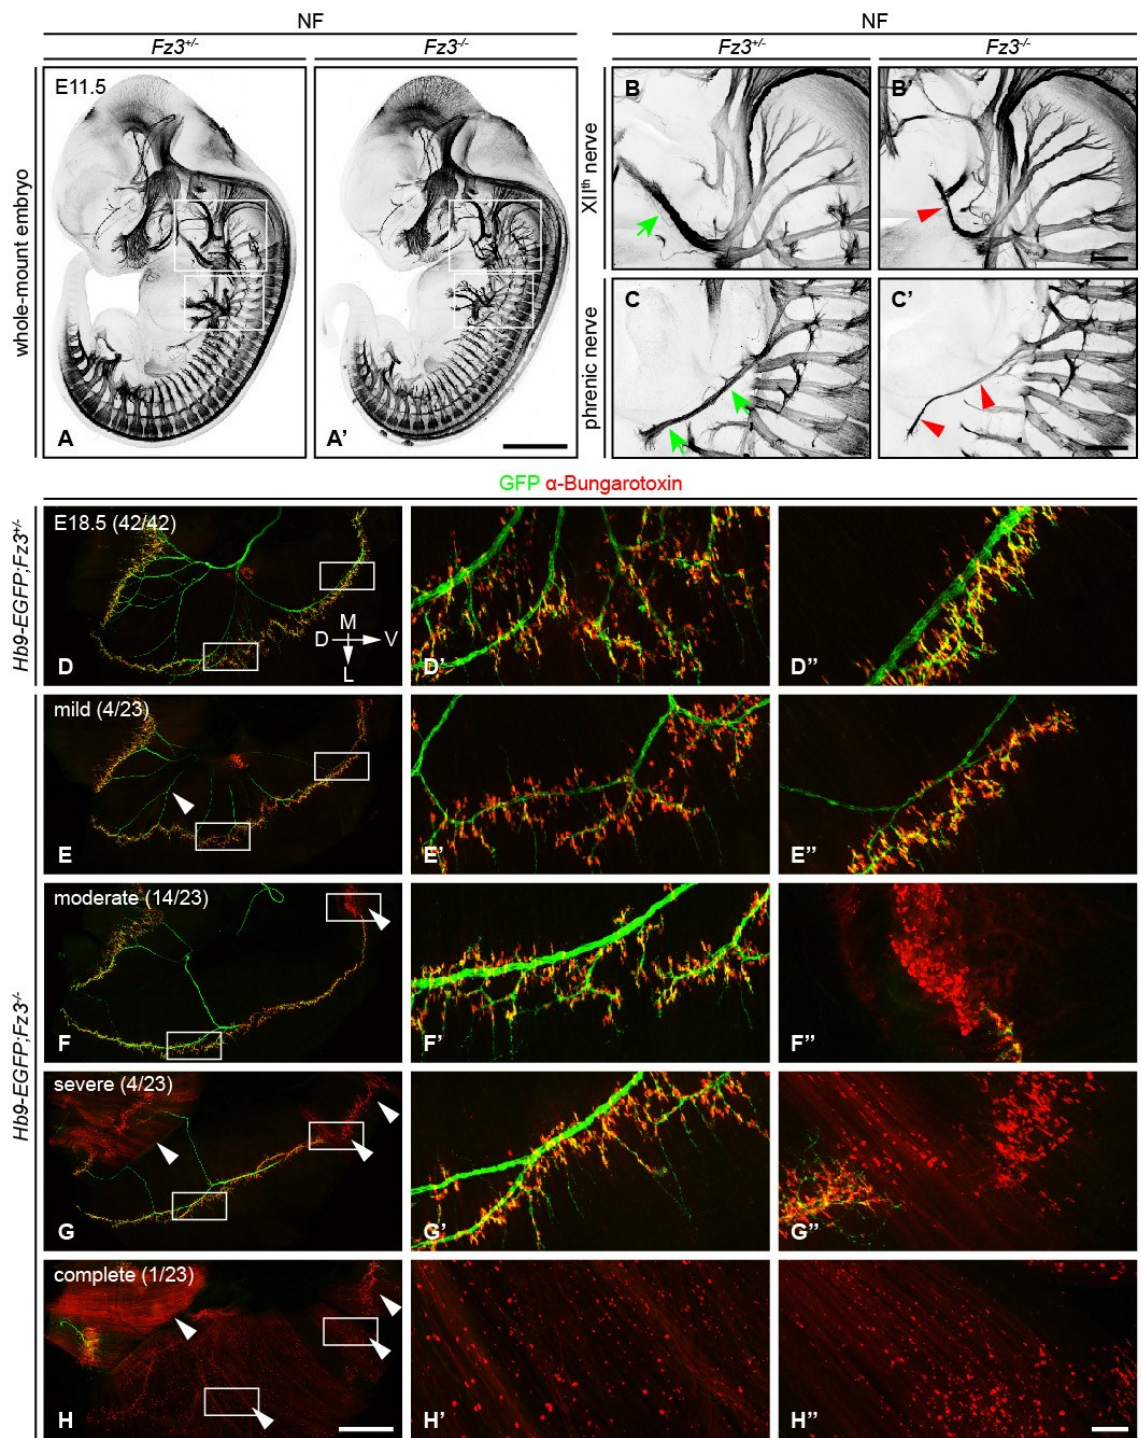 NF
Fz3+/-
Fz3-/-
whole-mount embryo
E11.5
A
A'
NF
Fz3+/-
Fz3-/-
XIIth nerve
B
B'
phrenic nerve
C
C'
GFP α-Bungarotoxin
Hb9-EGFP;Fz3+/-
E18.5 (42/42)
M
D V
L
D
D'
D''
Hb9-EGFP;Fz3-/-
mild (4/23)
E
E'
E''
moderate (14/23)
F
F'
F''
severe (4/23)
G
G'
G''
complete (1/23)
H
H'
H''